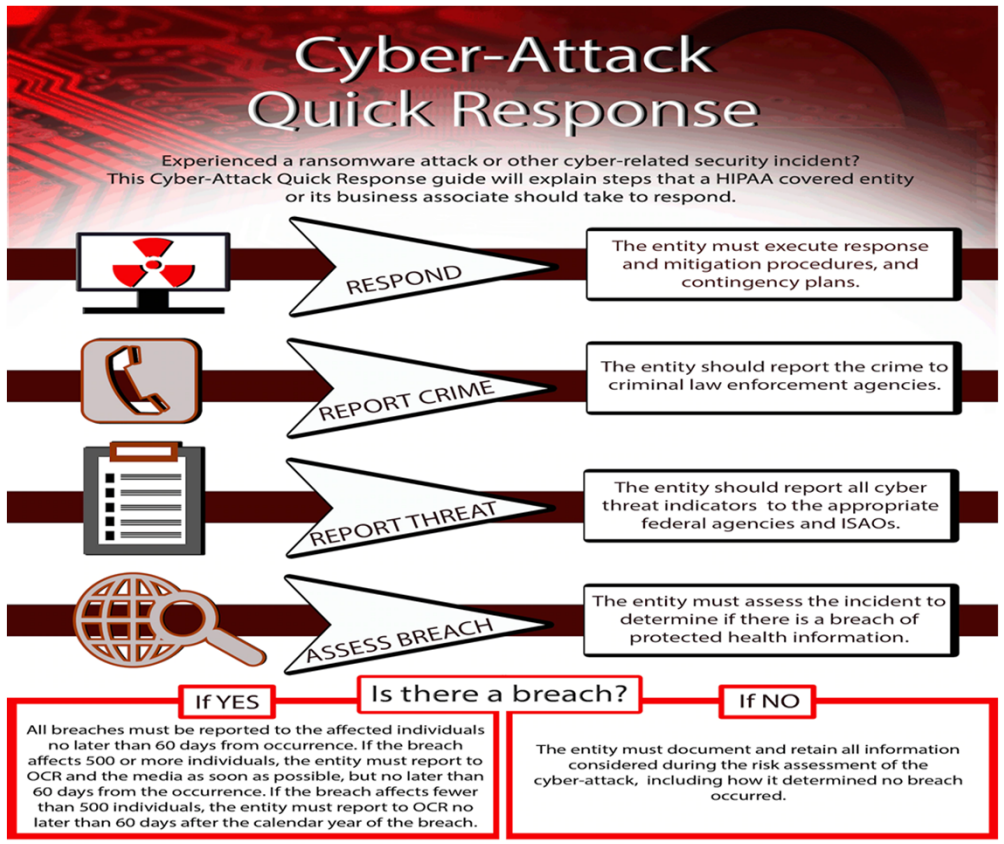 Cyber-Attack
Quick Response
Experienced a ransomware attack or other cyber-related security incident?
This Cyber-Attack Quick Response guide will explain steps that a HIPAA covered entity
or its business associate should take to respond.
RESPOND
The entity must execute response
and mitigation procedures, and
contingency plans.
REPORT CRIME
The entity should report the crime to
criminal law enforcement agencies.
REPORT THREAT
The entity should report all cyber
threat indicators to the appropriate
federal agencies and ISAOs.
ASSESS BREACH
The entity must assess the incident to
determine if there is a breach of
protected health information.
Is there a breach?
If YES
All breaches must be reported to the affected individuals
no later than 60 days from occurrence. If the breach
affects 500 or more individuals, the entity must report to
OCR and the media as soon as possible, but no later than
60 days from the occurrence. If the breach affects fewer
than 500 individuals, the entity must report to OCR no
later than 60 days after the calendar year of the breach.
If NO
The entity must document and retain all information
considered during the risk assessment of the
cyber-attack, including how it determined no breach
occurred.